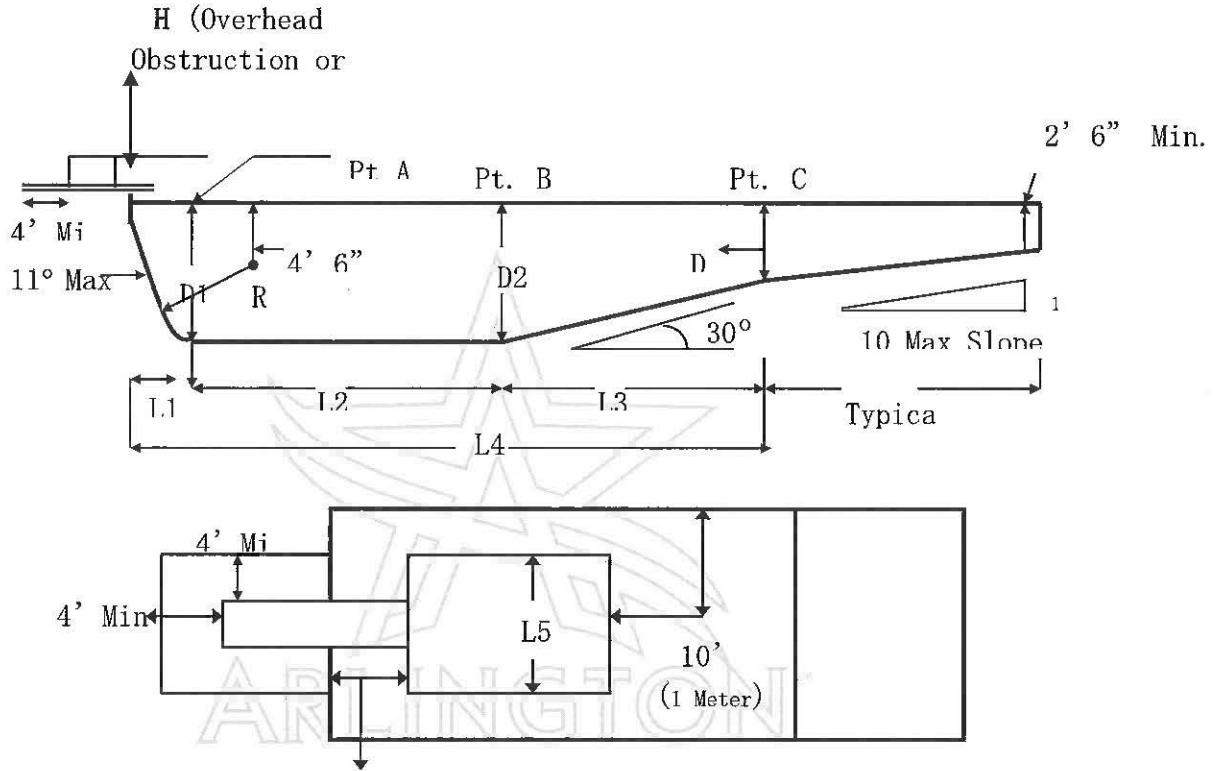 H (Overhead
Obstruction or
2' 6" Min.
Pt. A
Pt. B
Pt. C
4' Mi
4' 6"
D
11° Max
D1
R
D2
30°
1
10 Max Slope
L1
L2
L3
Typica
L4
4' Mi
4' Min
L5
10'
(1 Meter)
ARLINGTON